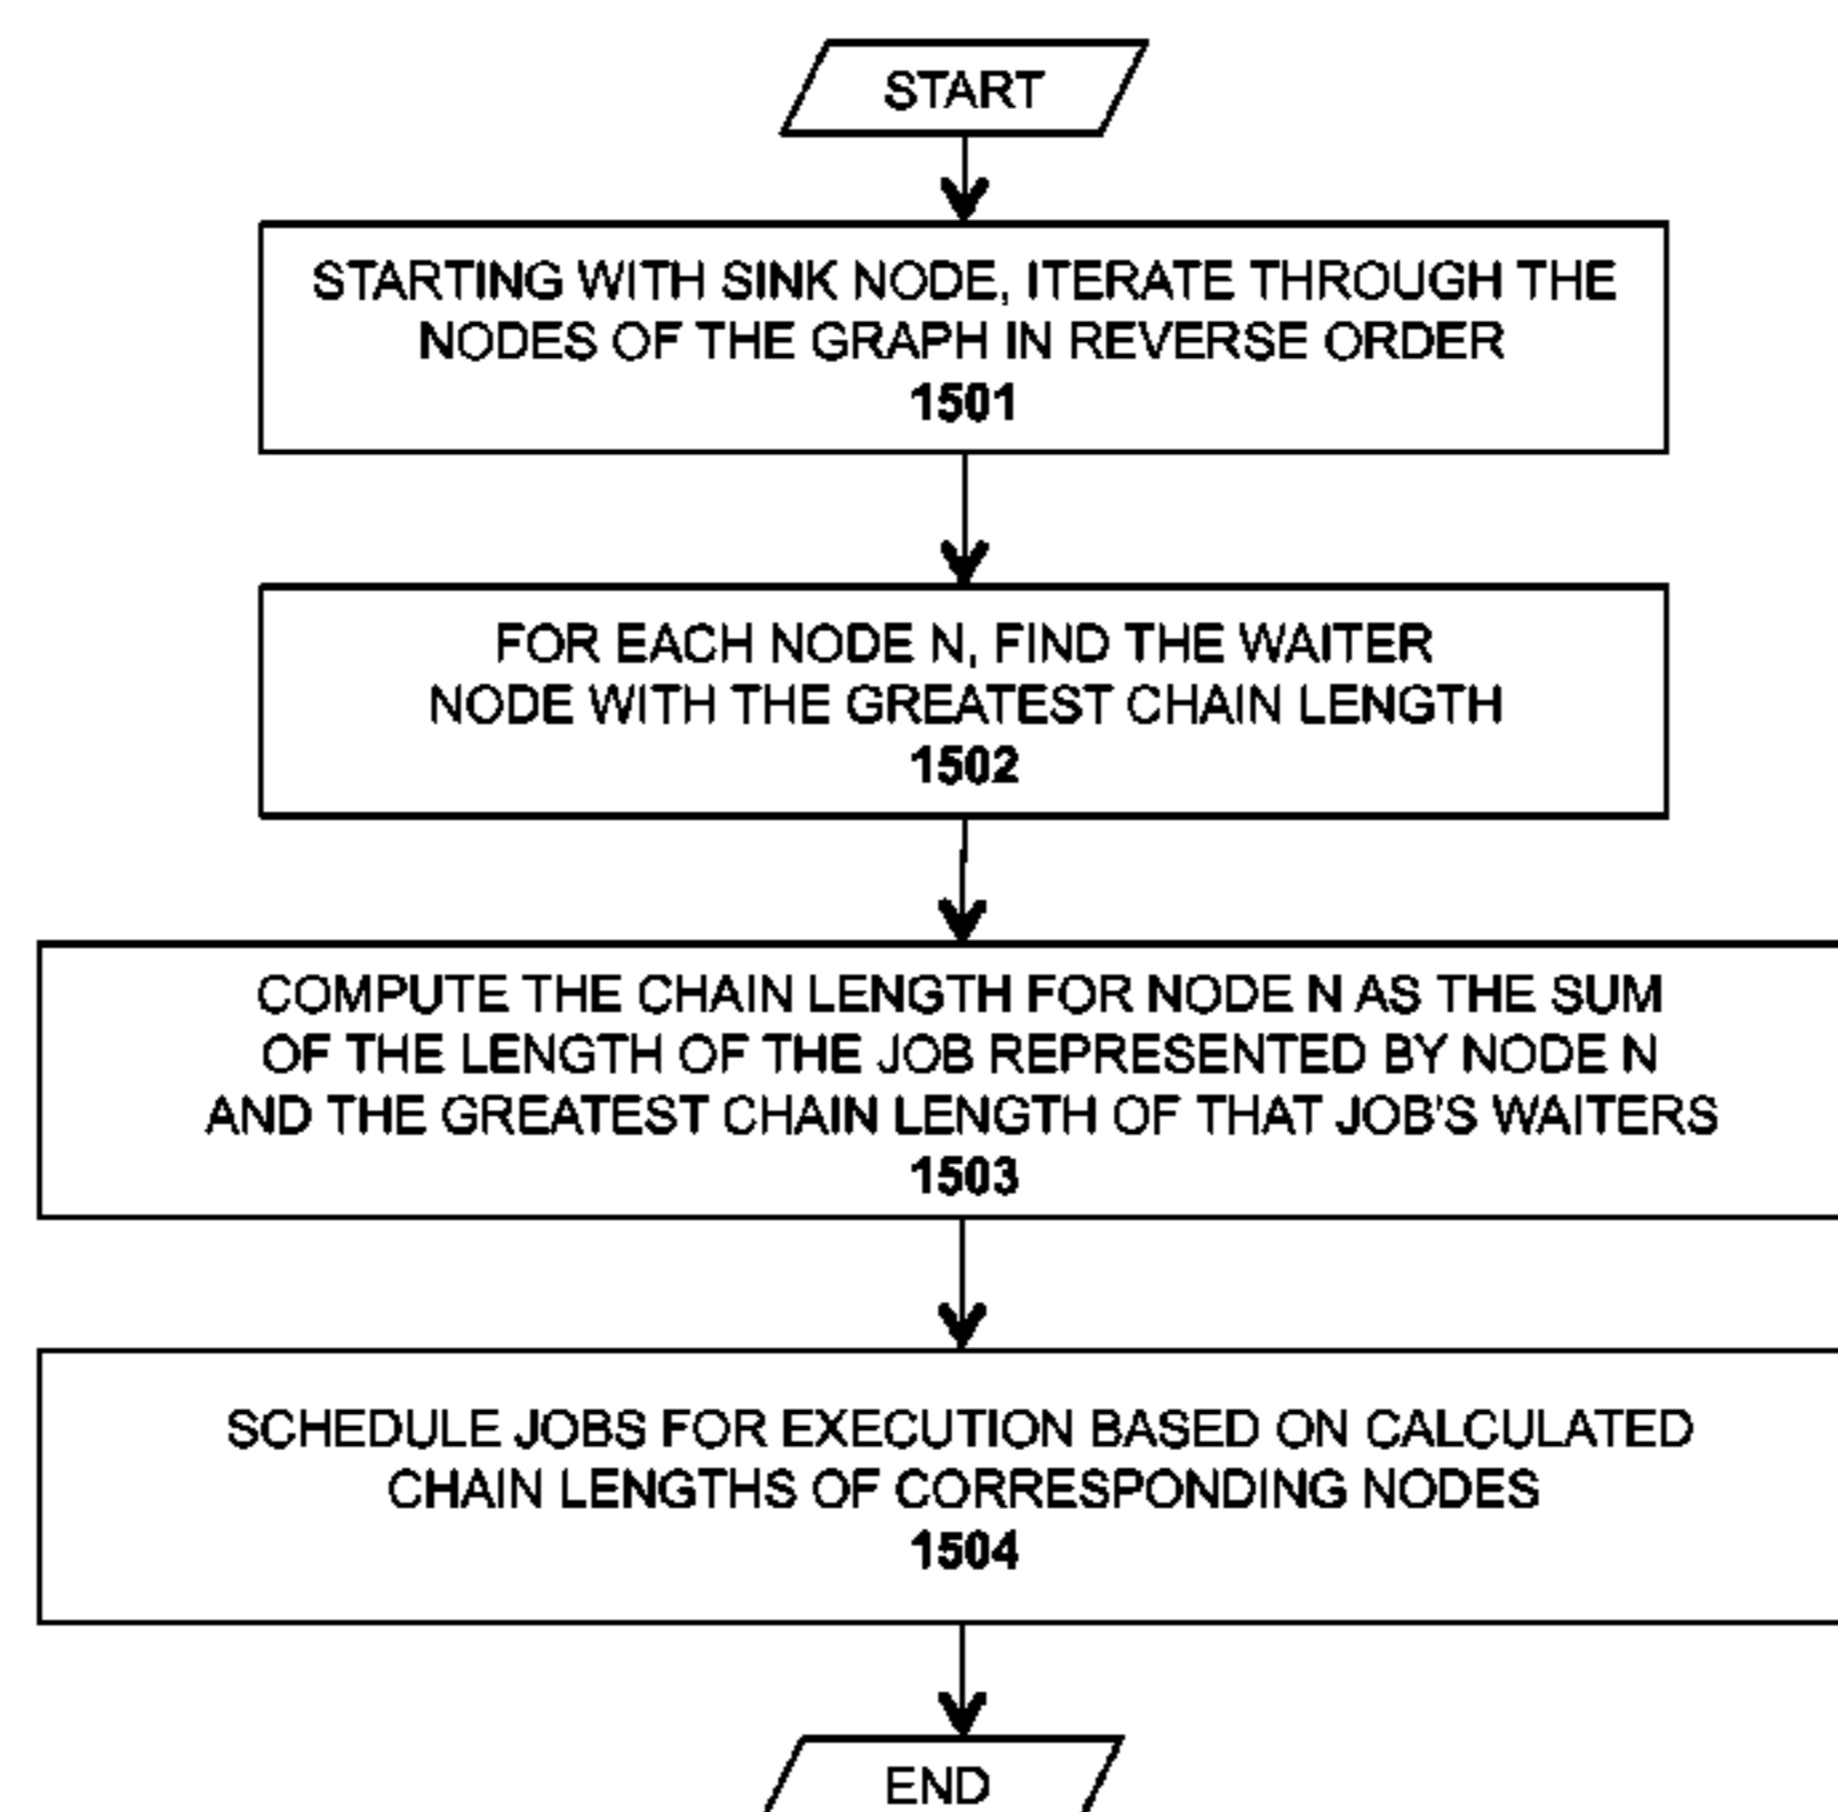 START
STARTING WITH SINK NODE, ITERATE THROUGH THE
NODES OF THE GRAPH IN REVERSE ORDER
1501
FOR EACH NODE N, FIND THE WAITER
NODE WITH THE GREATEST CHAIN LENGTH
1502
COMPUTE THE CHAIN LENGTH FOR NODE N AS THE SUM
OF THE LENGTH OF THE JOB REPRESENTED BY NODE N
AND THE GREATEST CHAIN LENGTH OF THAT JOB'S WAITERS
1503
SCHEDULE JOBS FOR EXECUTION BASED ON CALCULATED
CHAIN LENGTHS OF CORRESPONDING NODES
1504
END